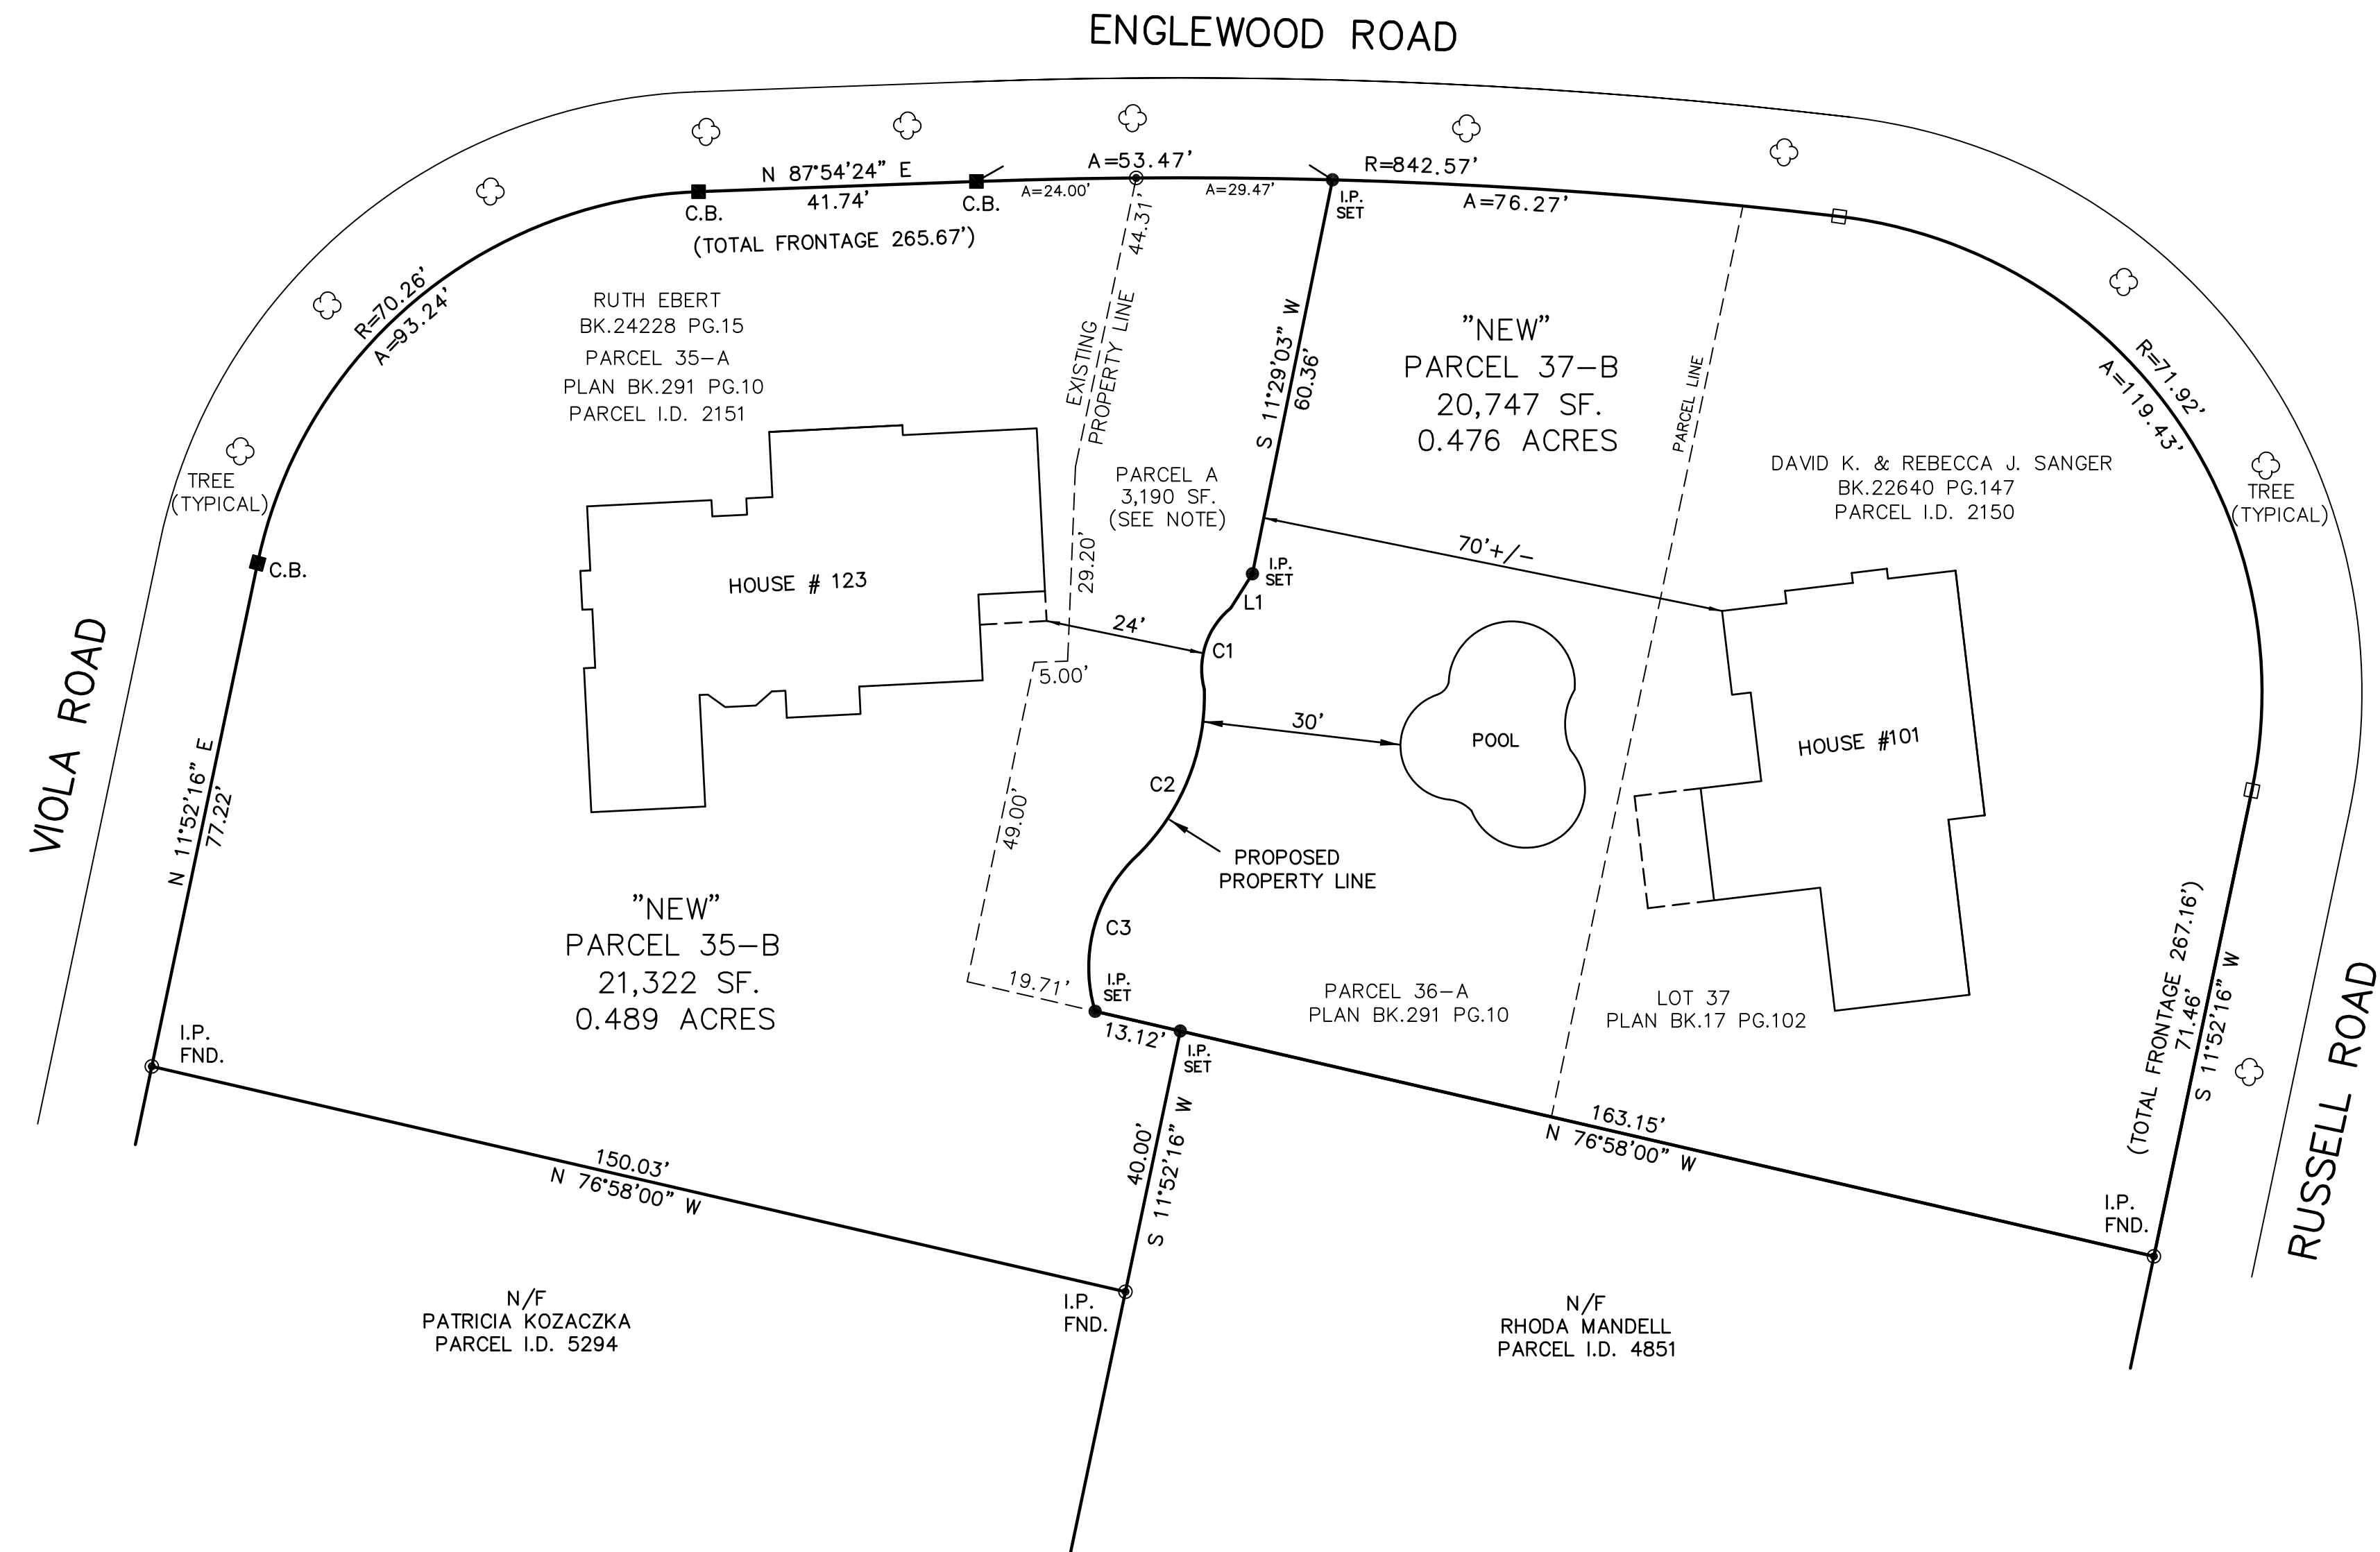 ENGLEWOOD ROAD
N 87°54'24" E
41.74'
C.B.
C.B.
(TOTAL FRONTAGE 265.67')
A=53.47'
A=24.00'
A=29.47'
R=842.57'
A=76.27'
I.P.
SET
R=70.26'
A=93.24'
RUTH EBERT
BK.24228 PG.15
PARCEL 35-A
PLAN BK.291 PG.10
PARCEL I.D. 2151
44.31'
EXISTING
PROPERTY LINE
S 11°29'03" W
60.36'
"NEW"
PARCEL 37-B
20,747 SF.
0.476 ACRES
PARCEL LINE
R=71.92'
A=119.43'
TREE
(TYPICAL)
PARCEL A
3,190 SF.
(SEE NOTE)
DAVID K. & REBECCA J. SANGER
BK.22640 PG.147
PARCEL I.D. 2150
TREE
(TYPICAL)
C.B.
HOUSE # 123
29.20'
I.P.
SET
L1
70'+/-
24'
C1
5.00'
VIOLA ROAD
N 11°52'16" E
77.22'
30'
POOL
HOUSE #101
C2
49.00'
PROPOSED
PROPERTY LINE
"NEW"
PARCEL 35-B
21,322 SF.
0.489 ACRES
C3
19.71'
I.P.
SET
13.12'
I.P.
SET
PARCEL 36-A
PLAN BK.291 PG.10
LOT 37
PLAN BK.17 PG.102
(TOTAL FRONTAGE 267.16')
71.46'
S 11°52'16" W
RUSSELL ROAD
I.P.
FND.
150.03'
N 76°58'00" W
40.00'
S 11°52'16" W
163.15'
N 76°58'00" W
I.P.
FND.
I.P.
FND.
N/F
PATRICIA KOZACZKA
PARCEL I.D. 5294
N/F
RHODA MANDELL
PARCEL I.D. 4851